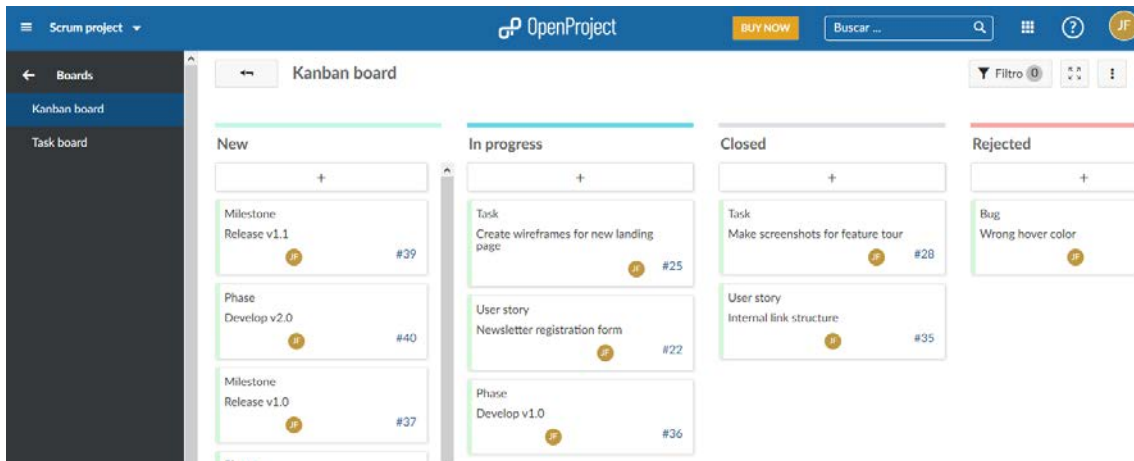 Scrum project
OpenProject
BUY NOW
Buscar ...
?
JF
Boards
Kanban board
Task board
Kanban board
Filtro 0
New
+
Milestone
Release v1.1
JF
#39
Phase
Develop v2.0
JF
#40
Milestone
Release v1.0
JF
#37
In progress
+
Task
Create wireframes for new landing
page
JF
#25
User story
Newsletter registration form
JF
#22
Phase
Develop v1.0
JF
#36
Closed
+
Task
Make screenshots for feature tour
JF
#28
User story
Internal link structure
JF
#35
Rejected
+
Bug
Wrong hover color
JF